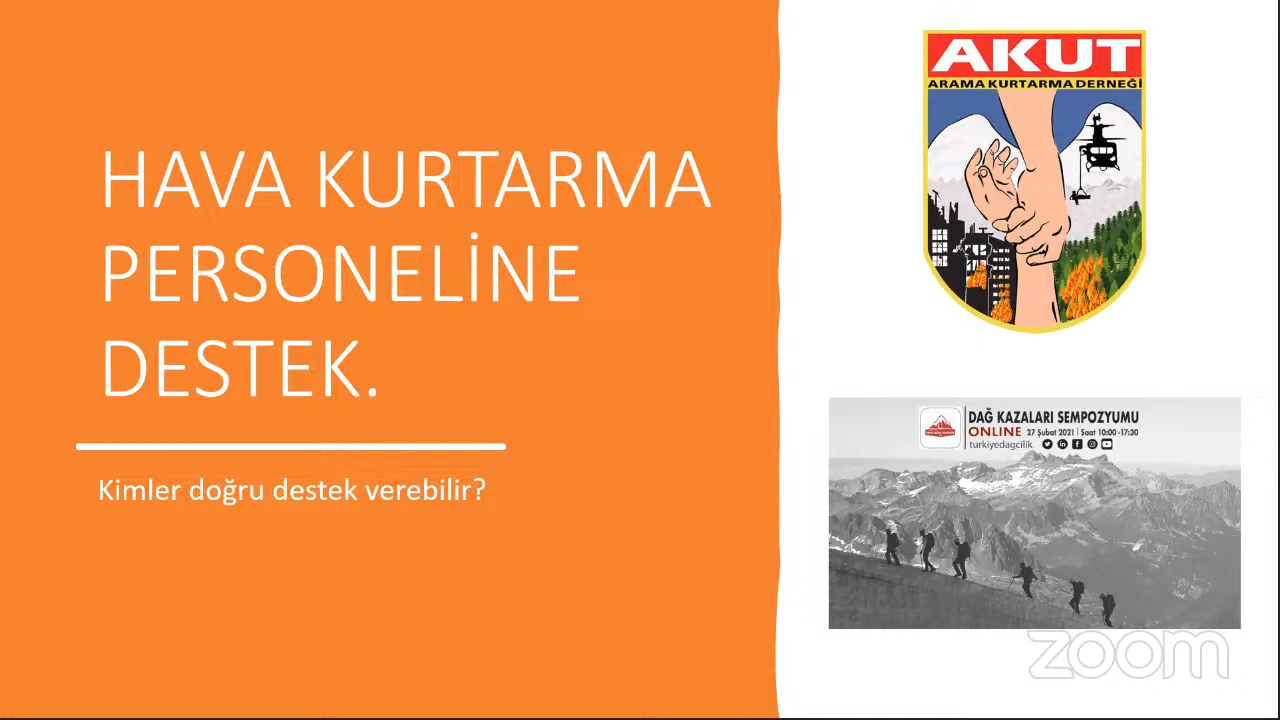 HAVA KURTARMA
PERSONELİNE
DESTEK.
Kimler doğru destek verebilir?
AKUT
ARAMA KURTARMA DERNEĞİ
DAĞ KAZALARI SEMPOZYUMU
ONLINE 27 Şubat 2021 | Saat 10:00 -17:30
turkiyedagcilik
zoom